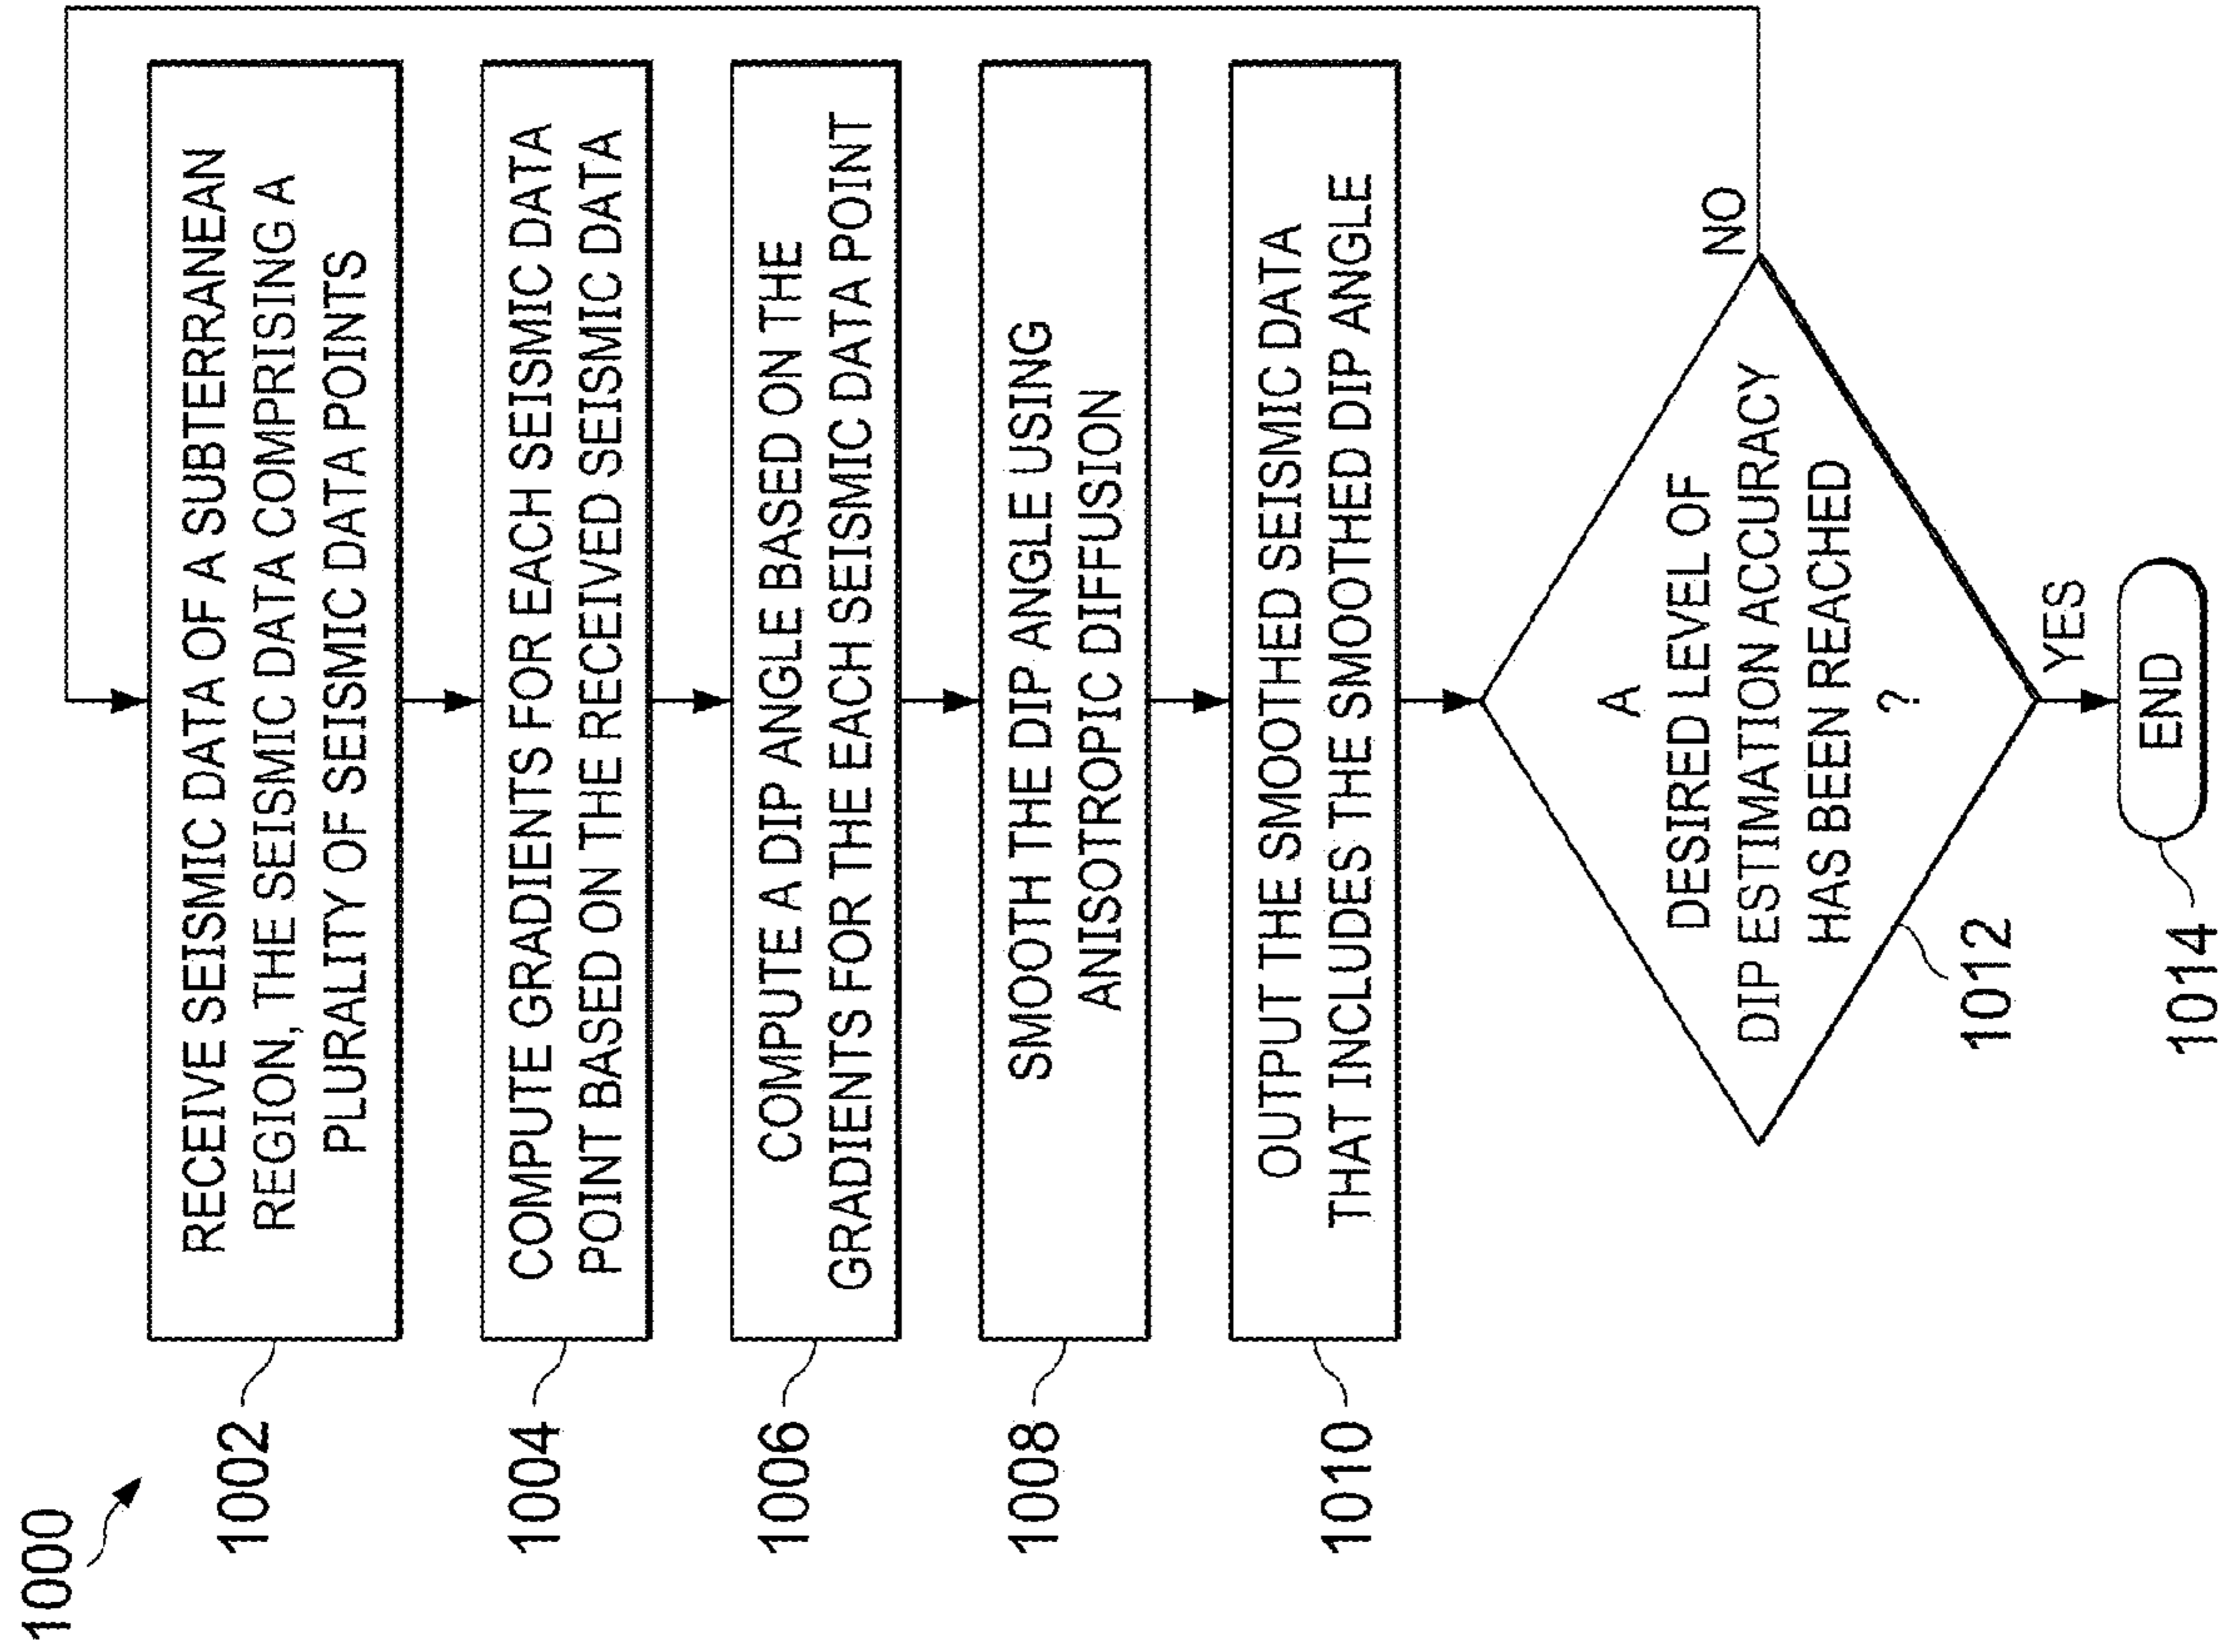 1000
1002
RECEIVE SEISMIC DATA OF A SUBTERRANEAN
REGION, THE SEISMIC DATA COMPRISING A
PLURALITY OF SEISMIC DATA POINTS
1004
COMPUTE GRADIENTS FOR EACH SEISMIC DATA
POINT BASED ON THE RECEIVED SEISMIC DATA
1006
COMPUTE A DIP ANGLE BASED ON THE
GRADIENTS FOR THE EACH SEISMIC DATA POINT
1008
SMOOTH THE DIP ANGLE USING
ANISOTROPIC DIFFUSION
1010
OUTPUT THE SMOOTHED SEISMIC DATA
THAT INCLUDES THE SMOOTHED DIP ANGLE
A
DESIRED LEVEL OF
DIP ESTIMATION ACCURACY
HAS BEEN REACHED
?
NO
1012
YES
END
1014